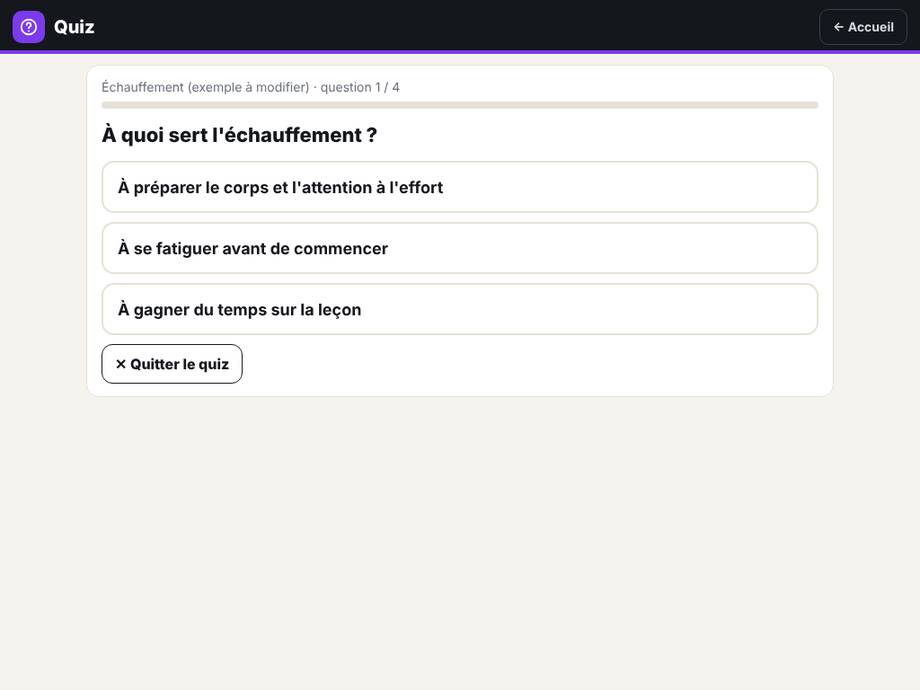 Quiz
← Accueil
Échauffement (exemple à modifier) · question 1 / 4
À quoi sert l'échauffement ?
À préparer le corps et l'attention à l'effort
À se fatiguer avant de commencer
À gagner du temps sur la leçon
✕ Quitter le quiz